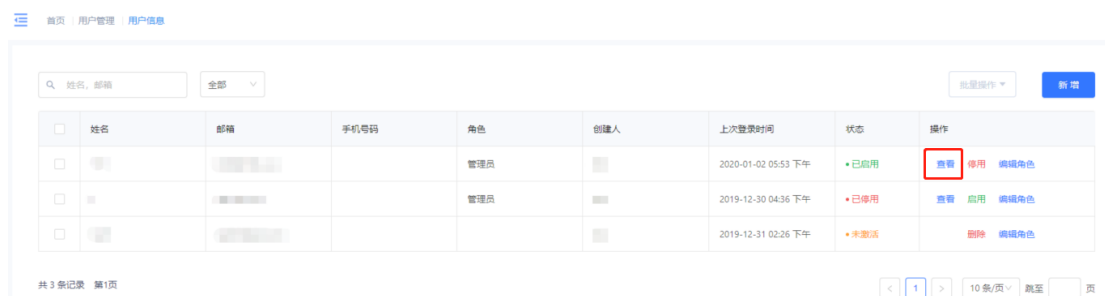 首页 用户管理 用户信息
姓名，邮箱 全部 批量操作 新增
姓名 邮箱 手机号码 角色 创建人 上次登录时间 状态 操作
管理员 2020-01-02 05:53 下午 已启用 查看 停用 编辑角色
管理员 2019-12-30 04:36 下午 已停用 查看 启用 编辑角色
2019-12-31 02:26 下午 未激活 删除 编辑角色
共 3 条记录 第1页 < 1 > 10 条/页 跳至 页